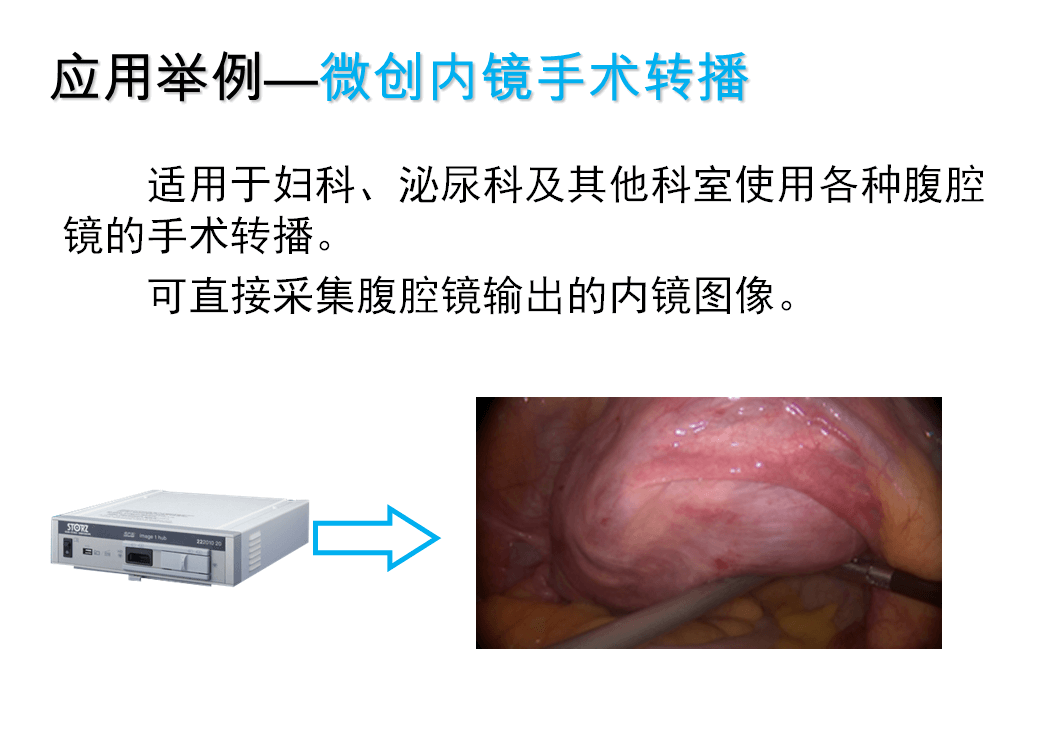 应用举例—微创内镜手术转播
适用于妇科、泌尿科及其他科室使用各种腹腔
镜的手术转播。
可直接采集腹腔镜输出的内镜图像。
STORZ
image 1 hub
222010 20